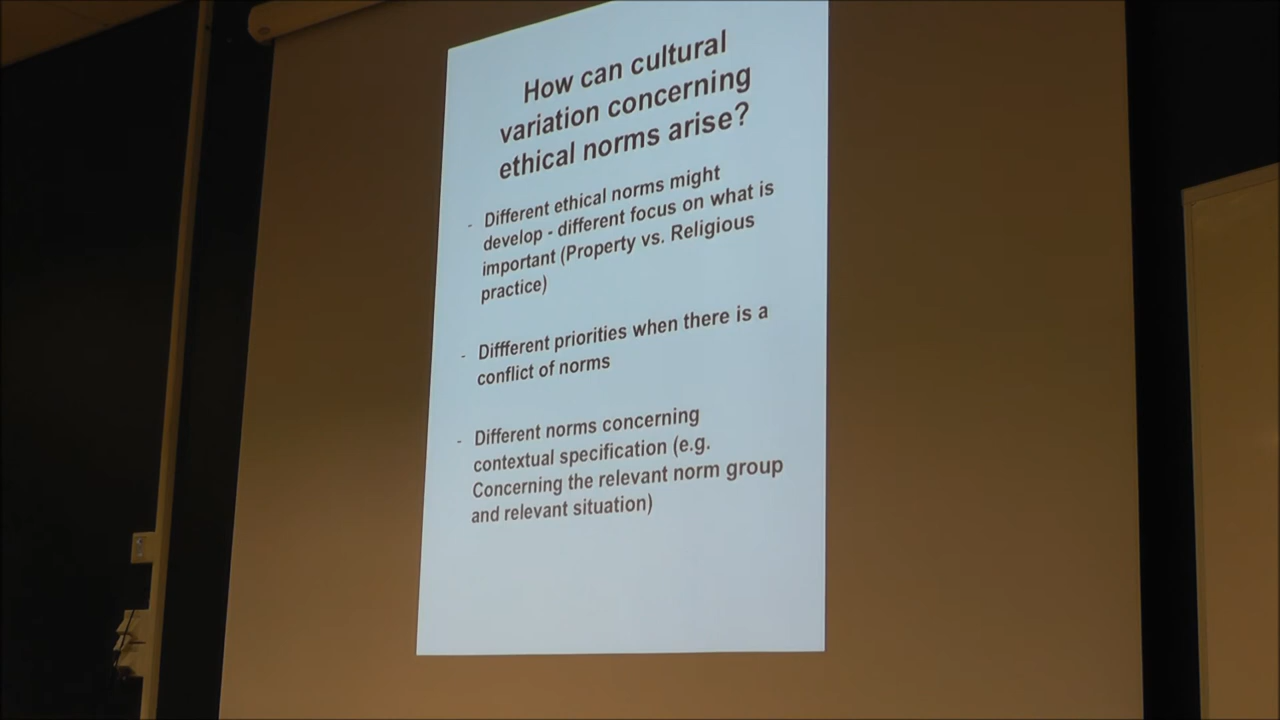 How can cultural
variation concerning
ethical norms arise?
- Different ethical norms might
develop - different focus on what is
important (Property vs. Religious
practice)
- Diffferent priorities when there is a
conflict of norms
- Different norms concerning
contextual specification (e.g.
Concerning the relevant norm group
and relevant situation)